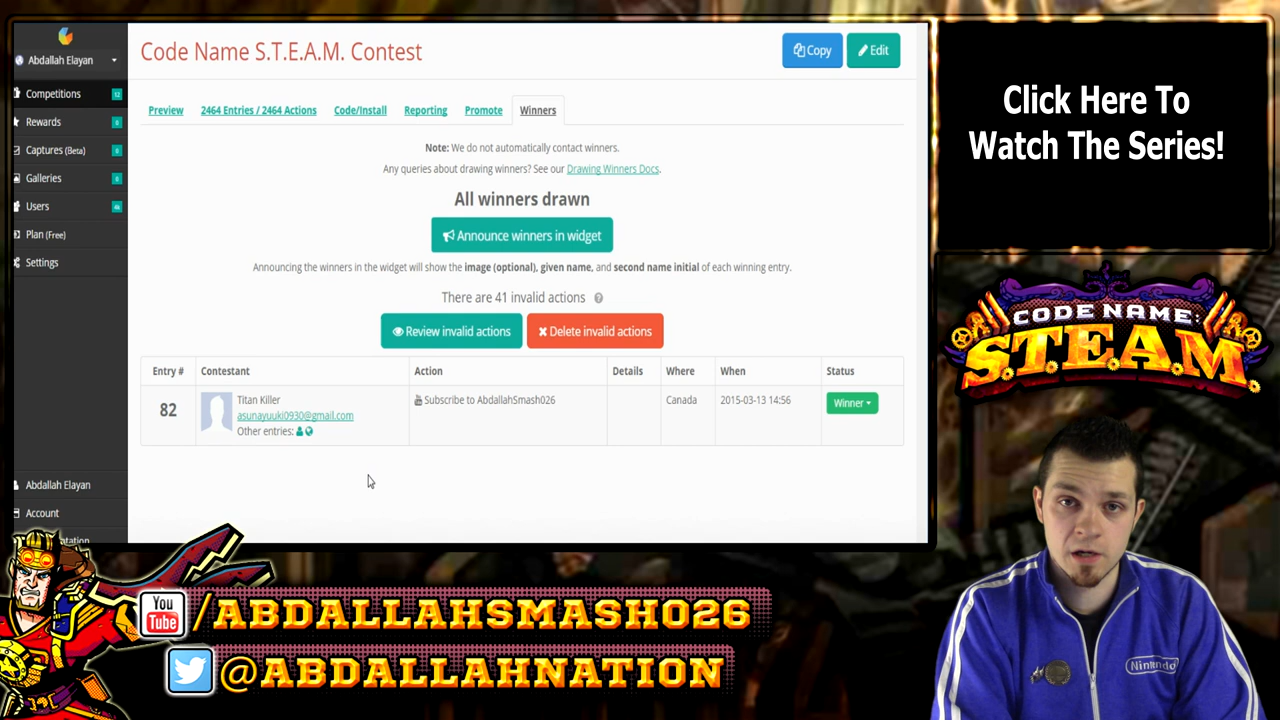 Abdallah Elayan
Competitions 12
Rewards 0
Captures (Beta) 0
Galleries 0
Users
Plan (Free)
Settings
Abdallah Elayan
Account
Code Name S.T.E.A.M. Contest
Copy
Edit
Preview 2464 Entries / 2464 Actions Code/Install Reporting Promote Winners
Note: We do not automatically contact winners.
Any queries about drawing winners? See our Drawing Winners Docs.
All winners drawn
Announce winners in widget
Announcing the winners in the widget will show the image (optional), given name, and second name initial of each winning entry.
There are 41 invalid actions ?
Review invalid actions Delete invalid actions
Entry # Contestant Action Details Where When Status
82 Titan Killer Subscribe to AbdallahSmash026 Canada 2015-03-13 14:56 Winner
asunayuuki0930@gmail.com
Other entries:
Click Here To
Watch The Series!
CODE NAME:
S.T.E.A.M.
Nintendo
You
Tube
/ABDALLAHSMASH026
@ABDALLAHNATION